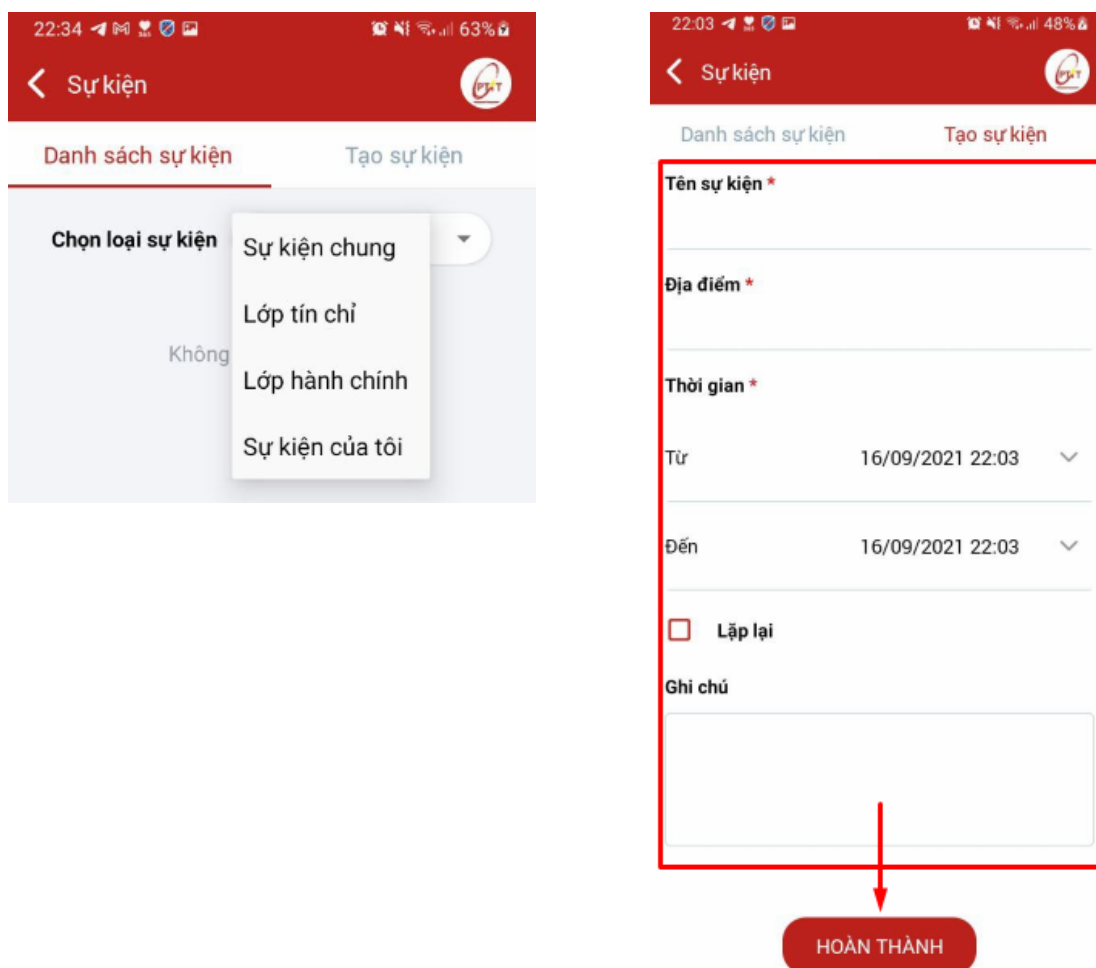 22:34 63%
Sự kiện
Danh sách sự kiện Tạo sự kiện
Chọn loại sự kiện
Sự kiện chung
Lớp tín chỉ
Không
Lớp hành chính
Sự kiện của tôi
22:03 48%
Sự kiện
Danh sách sự kiện Tạo sự kiện
Tên sự kiện *
Địa điểm *
Thời gian *
Từ 16/09/2021 22:03
Đến 16/09/2021 22:03
Lặp lại
Ghi chú
HOÀN THÀNH